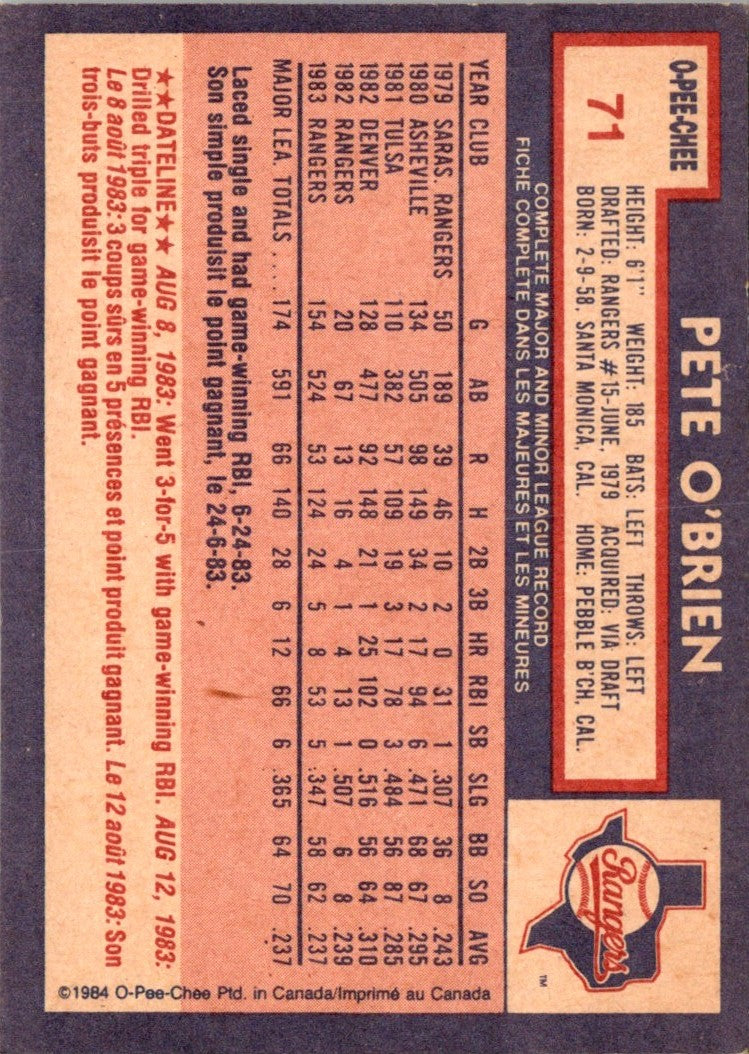 O-PEE-CHEE
71
PETE O'BRIEN
HEIGHT: 6'1" WEIGHT: 185 BATS: LEFT THROWS: LEFT
DRAFTED: RANGERS #15-JUNE, 1979 ACQUIRED: VIA DRAFT
BORN: 2-9-58, SANTA MONICA, CAL. HOME: PEBBLE B'CH, CAL.
Rangers
TM
COMPLETE MAJOR AND MINOR LEAGUE RECORD
FICHE COMPLÈTE DANS LES MAJEURES ET LES MINEURES
YEAR CLUB G AB R H 2B 3B HR RBI SB SLG BB SO AVG
1979 SARAS. RANGERS 50 189 39 46 10 2 0 31 1 .307 36 8 .243
1980 ASHEVILLE 134 505 98 149 34 2 17 94 6 .471 68 67 .295
1981 TULSA 110 382 57 109 19 3 17 78 3 .484 56 87 .285
1982 DENVER 128 477 92 148 21 1 25 102 0 .516 56 64 .310
1982 RANGERS 20 67 13 16 4 1 4 13 1 .507 6 8 .239
1983 RANGERS 154 524 53 124 24 5 8 53 5 .347 58 62 .237
MAJOR LEA. TOTALS .... 174 591 66 140 28 6 12 66 6 .365 64 70 .237
Laced single and had game-winning RBI, 6-24-83.
Son simple produisit le point gagnant, le 24-6-83.
★★DATELINE★★ AUG 8, 1983: Went 3-for-5 with game-winning RBI. AUG 12, 1983:
Drilled triple for game-winning RBI.
Le 8 août 1983: 3 coups sûrs en 5 présences et point produit gagnant. Le 12 août 1983: Son
trois-buts produisit le point gagnant.
©1984 O-Pee-Chee Ptd. in Canada/Imprimé au Canada